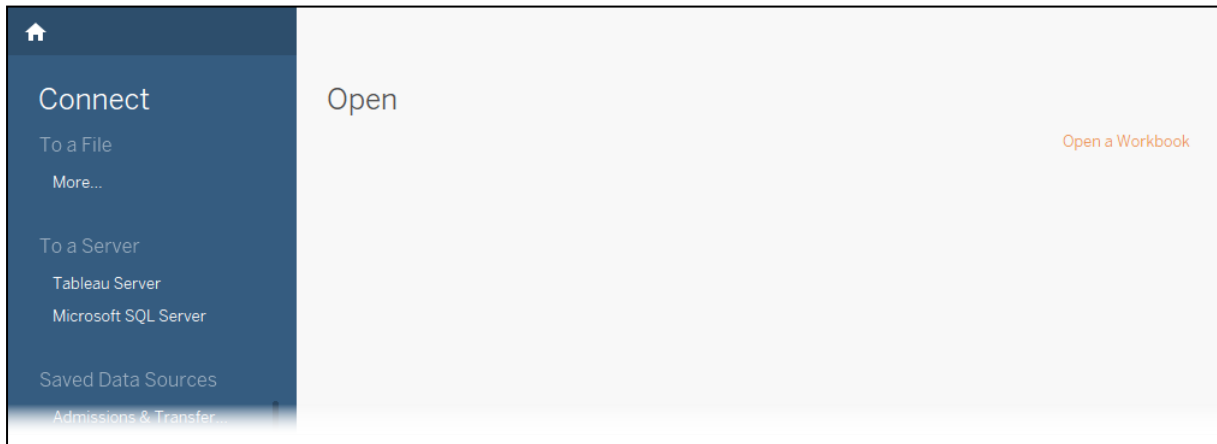 Connect
To a File
More...
To a Server
Tableau Server
Microsoft SQL Server
Saved Data Sources
Admissions & Transfer...
Open
Open a Workbook